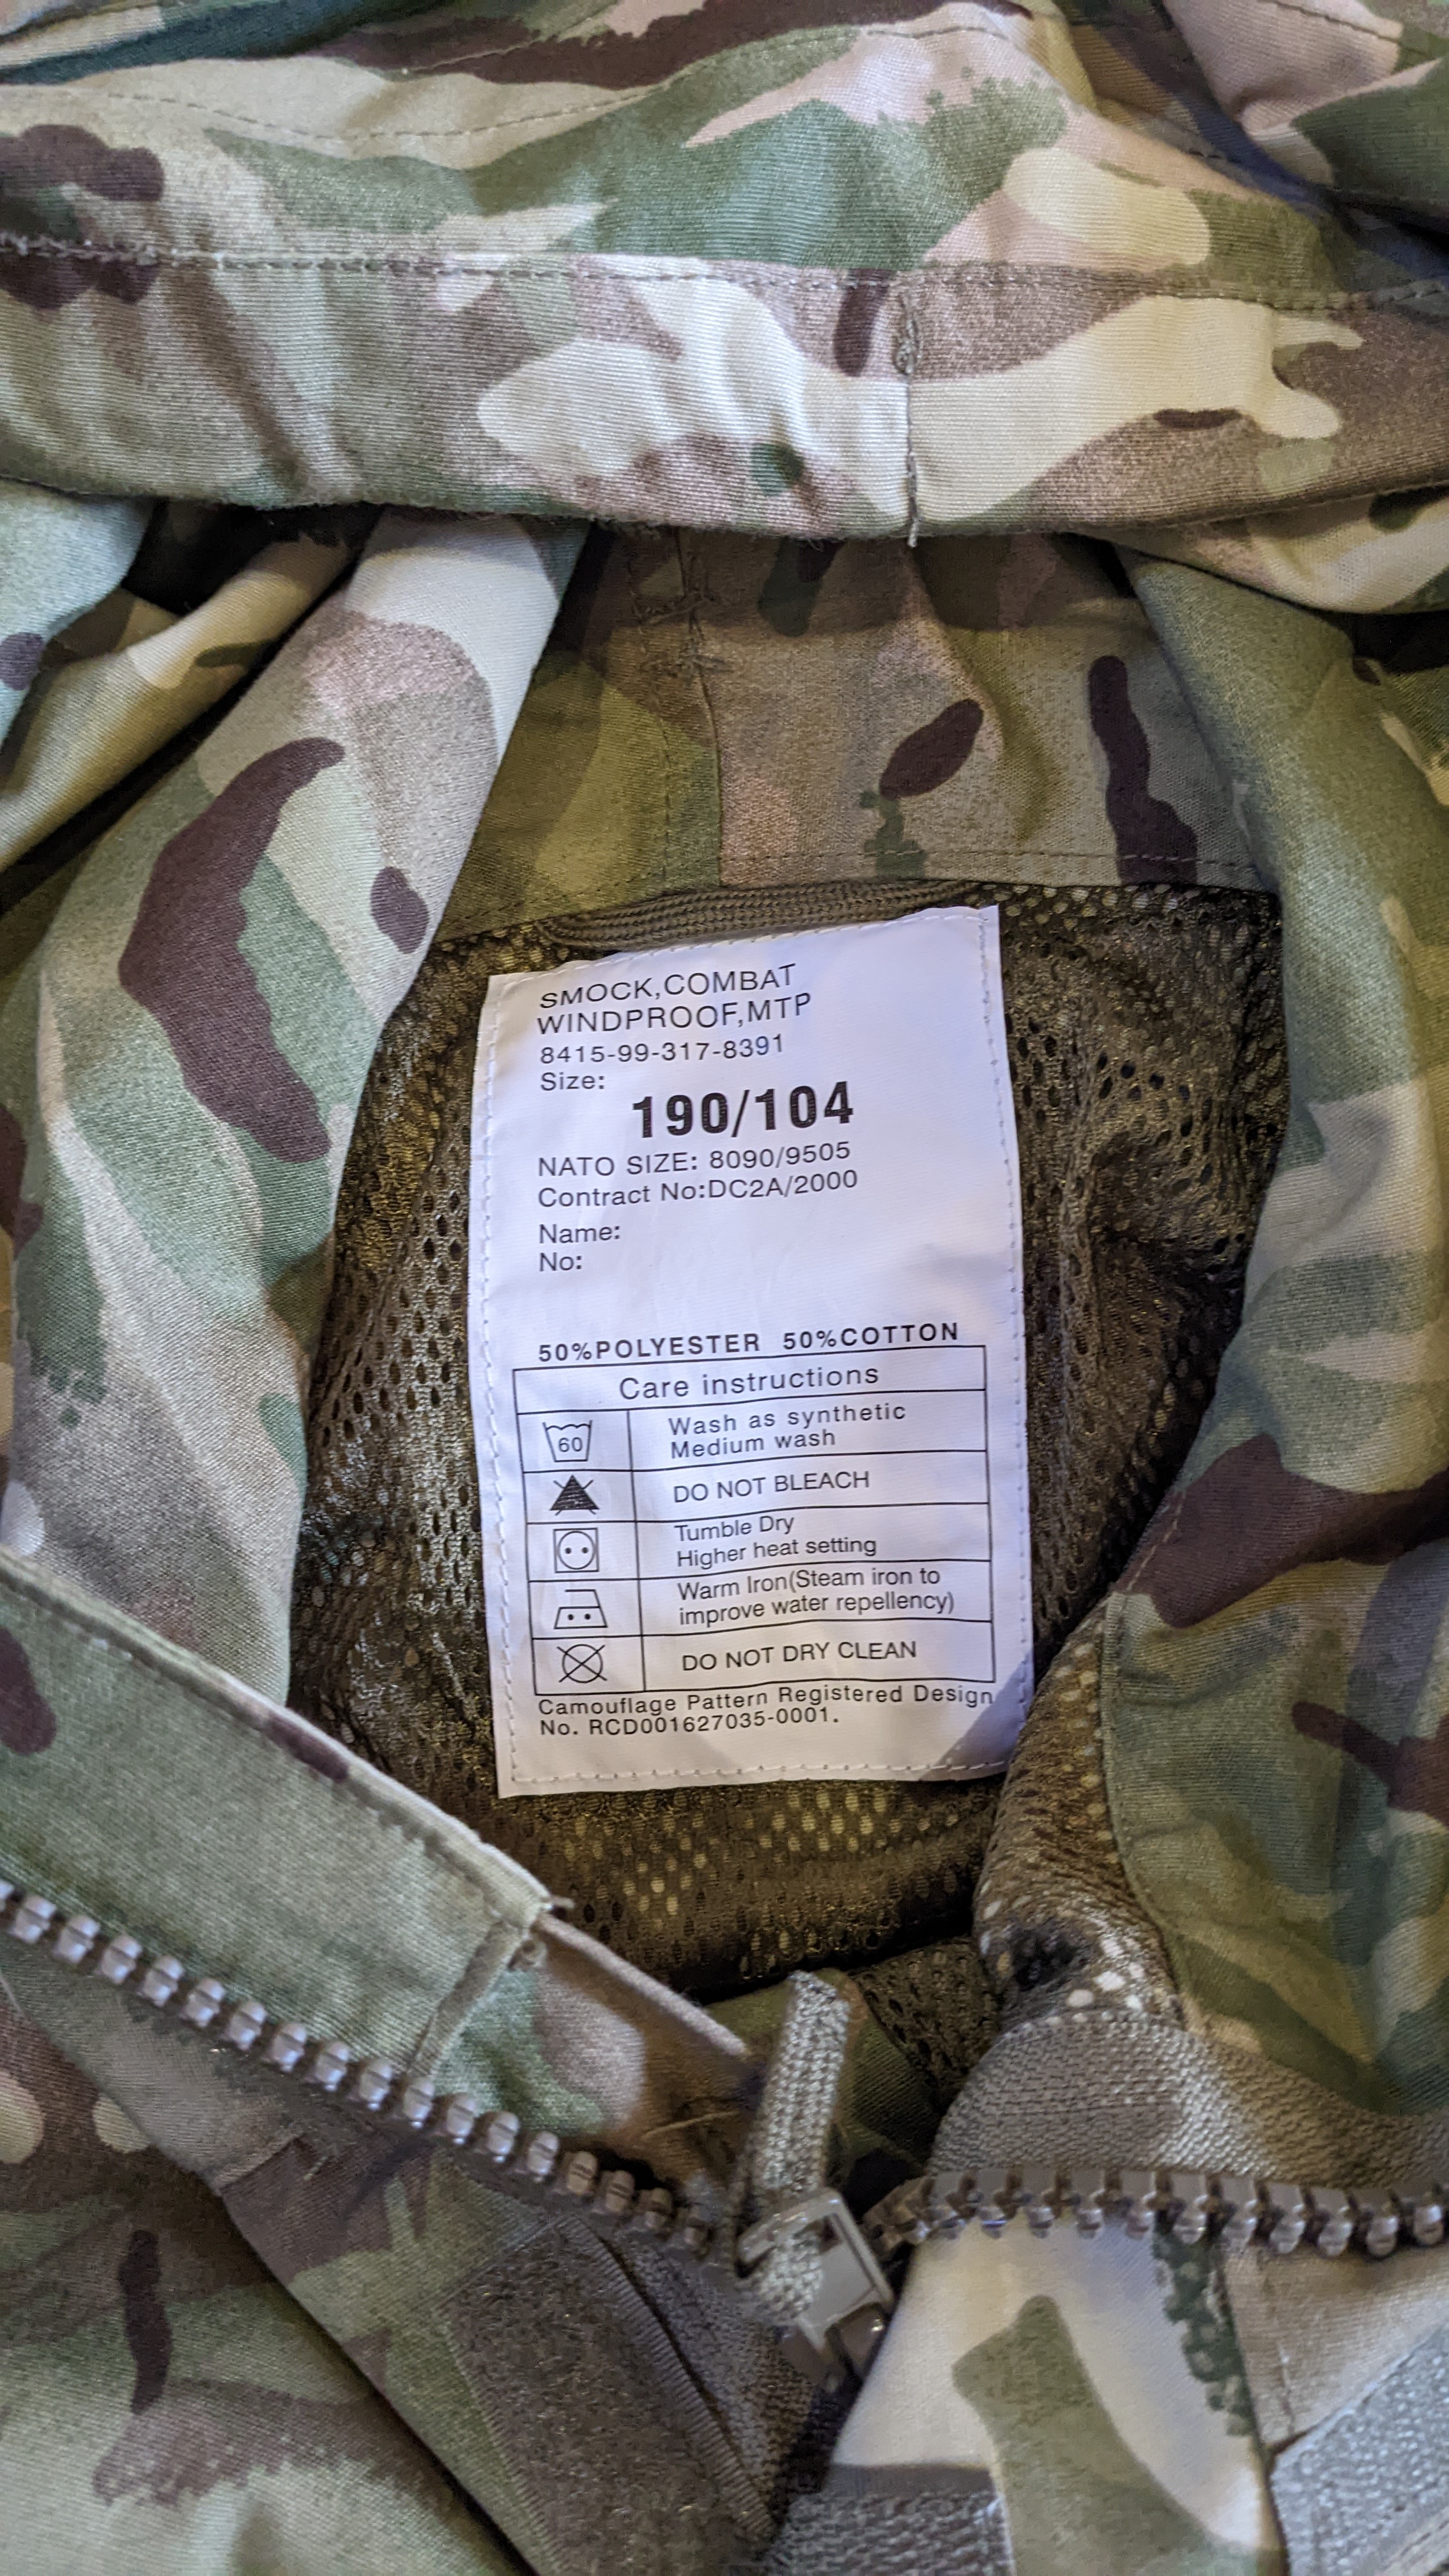 SMOCK,COMBAT
WINDPROOF,MTP
8415-99-317-8391
Size:
190/104
NATO SIZE: 8090/9505
Contract No:DC2A/2000
Name:
No:
50%POLYESTER 50%COTTON
Care instructions
60
Wash as synthetic
Medium wash
DO NOT BLEACH
Tumble Dry
Higher heat setting
Warm Iron(Steam iron to
improve water repellency)
DO NOT DRY CLEAN
Camouflage Pattern Registered Design
No. RCD001627035-0001.